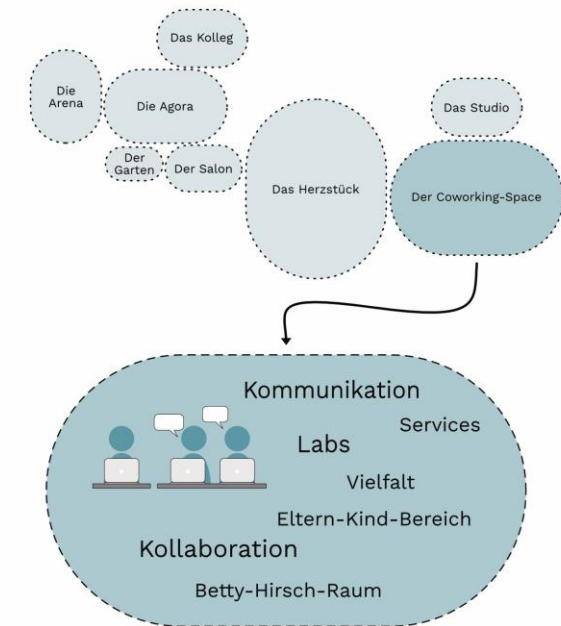 Das Kolleg
Die
Arena
Die Agora
Das Studio
Der
Garten
Der Salon
Das Herzstück
Der Coworking-Space
Kommunikation
Services
Labs
Vielfalt
Eltern-Kind-Bereich
Kollaboration
Betty-Hirsch-Raum